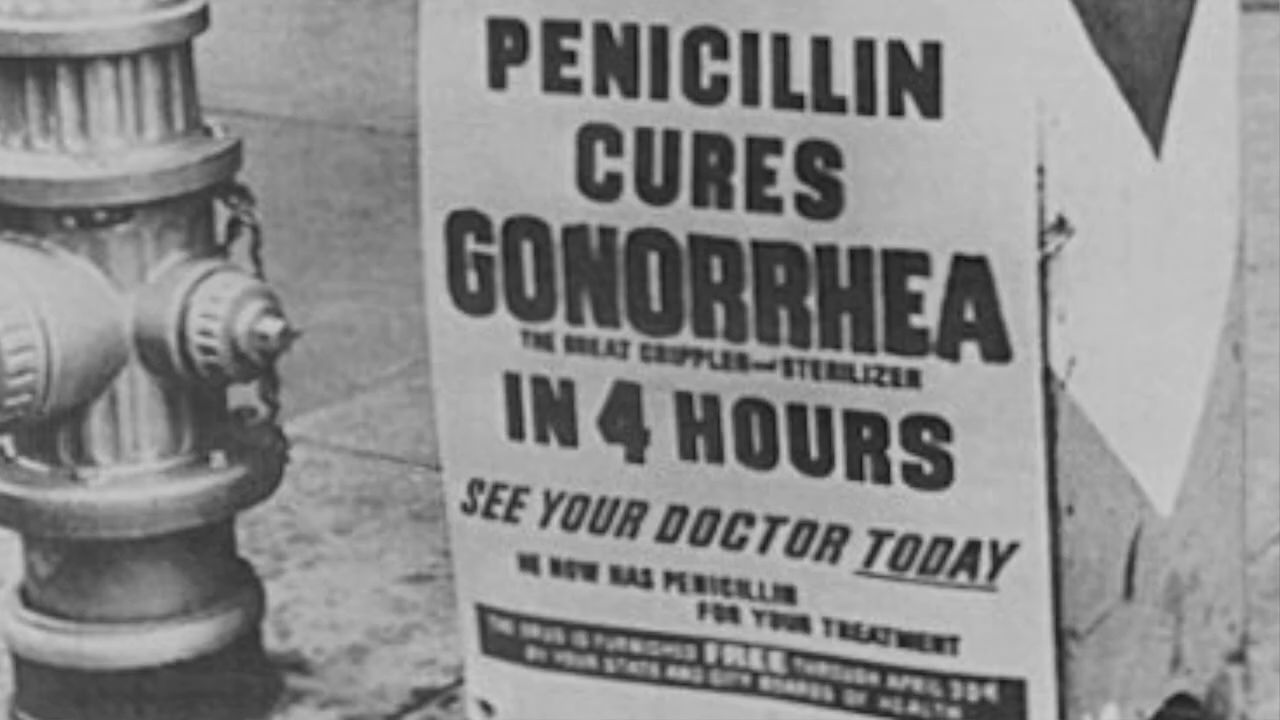 PENICILLIN
CURES
GONORRHEA
THE GREAT CRIPPLER—STERILIZER
IN 4 HOURS
SEE YOUR DOCTOR TODAY
HE NOW HAS PENICILLIN
FOR YOUR TREATMENT
THE DRUG IS FURNISHED FREE THROUGH APRIL 30
BY YOUR STATE AND CITY BOARDS OF HEALTH